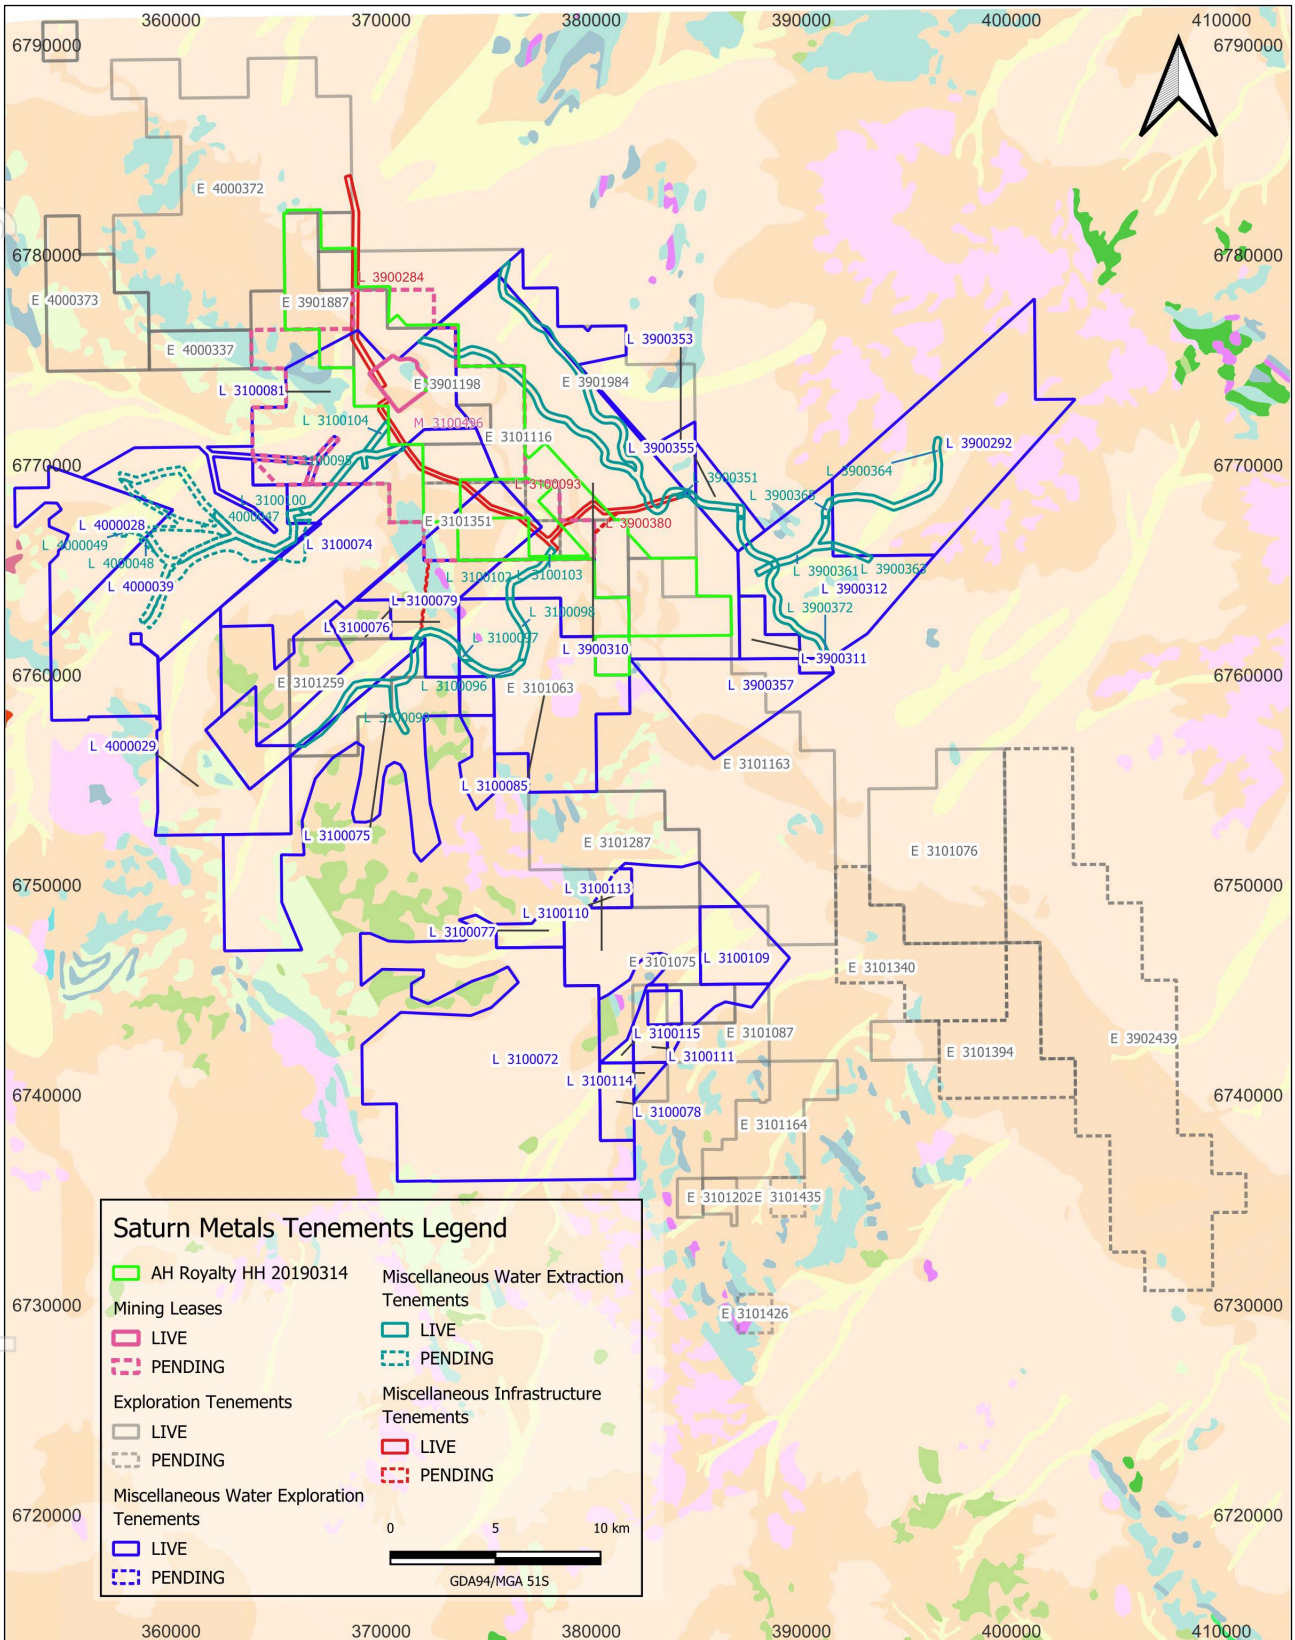 360000 370000 380000 390000 400000 410000
6790000 6790000
E 4000372
6780000 6780000
L 3900284
E 4000373
E 3901887
L 3900353
E 4000337
E 3901984
L 3100081
E 3901198
L 3100104
M 3100496
E 3101116
L 3900355
L 3900292
6770000 6770000
L 3100095
L 3900364
L 3900351
L 3100093
L 3100100
L 3900365
4000047
L 4000028
E 3101351
L 3900380
L 4000049
L 3100074
L 4000048
L 3900361
L 3900363
L 3100102
L 3100103
L 4000039
L 3900312
L 3100079
L 3900372
L 3100098
L 3100076
L 3100097
L 3900310
L 3900311
6760000 6760000
E 3101259
L 3100096
E 3101063
L 3900357
L 3100099
L 4000029
E 3101163
L 3100085
L 3100075
E 3101287
E 3101076
6750000 6750000
L 3100113
L 3100110
L 3100077
L 3100109
E 3101075
E 3101340
L 3100115
E 3101087
E 3902439
L 3100072
L 3100111
E 3101394
L 3100114
6740000 6740000
L 3100078
E 3101164
E 3101202
E 3101435
Saturn Metals Tenements Legend
AH Royalty HH 20190314
Mining Leases
LIVE
PENDING
Exploration Tenements
LIVE
PENDING
Miscellaneous Water Exploration
Tenements
LIVE
PENDING
Miscellaneous Water Extraction
Tenements
LIVE
PENDING
Miscellaneous Infrastructure
Tenements
LIVE
PENDING
0 5 10 km
GDA94/MGA 51S
6730000 6730000
E 3101426
6720000 6720000
360000 370000 380000 390000 400000 410000